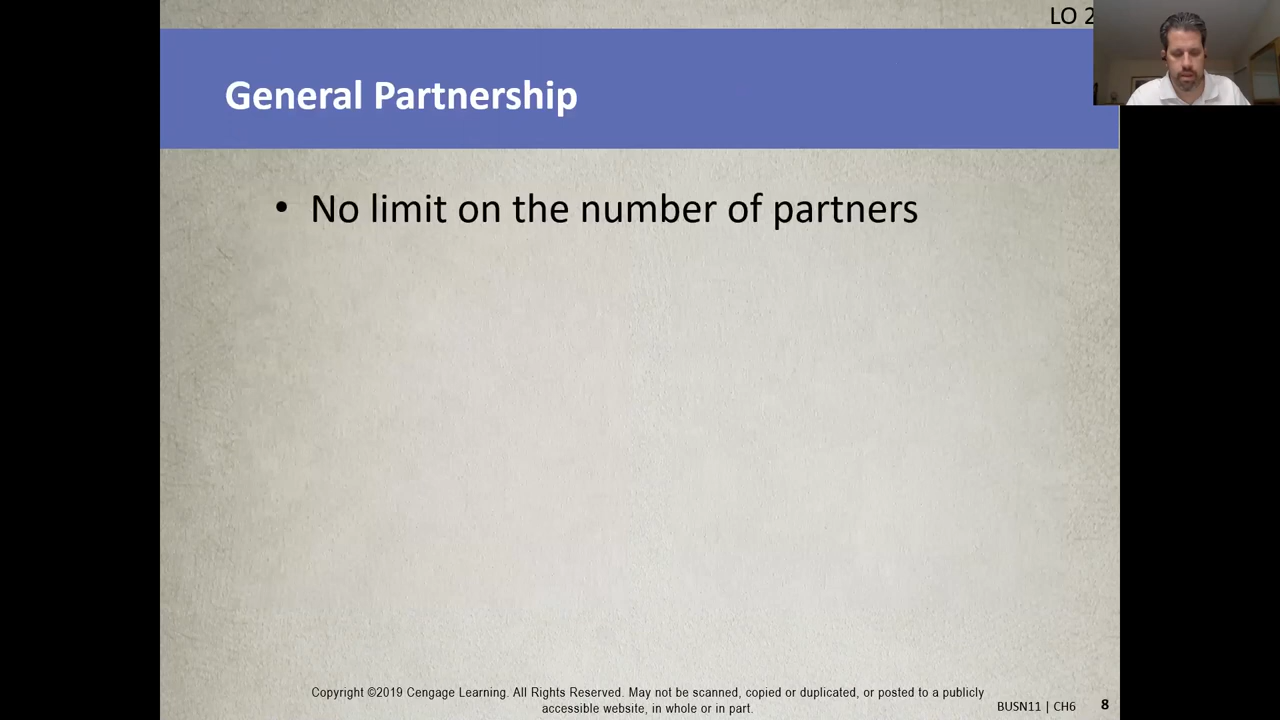 LO 2
General Partnership
• No limit on the number of partners
Copyright ©2019 Cengage Learning. All Rights Reserved. May not be scanned, copied or duplicated, or posted to a publicly
accessible website, in whole or in part.
BUSN11 | CH6 8